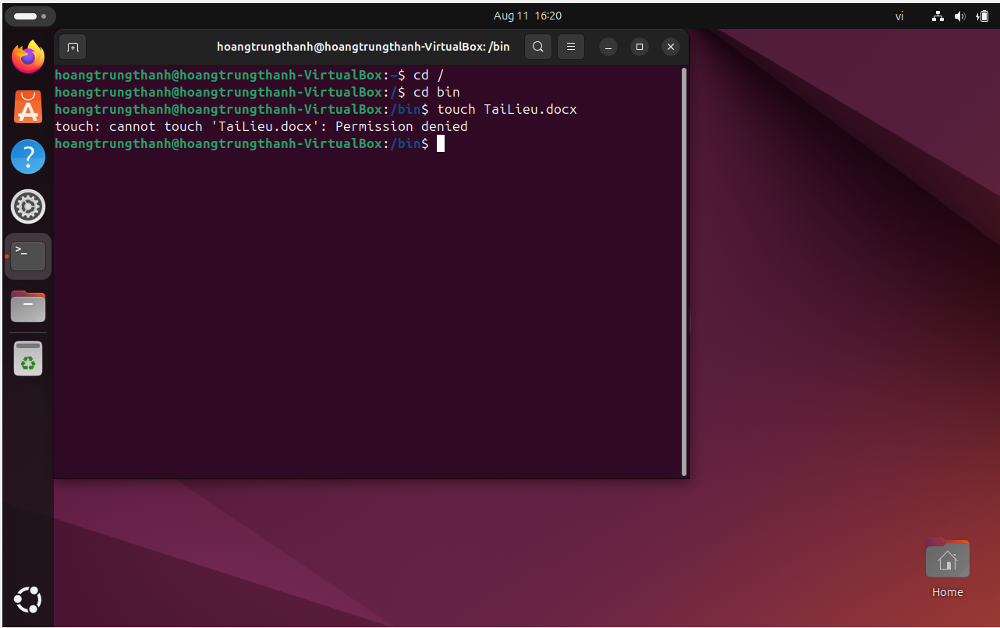 Aug 11 16:20
vi
hoangtrungthanh@hoangtrungthanh-VirtualBox: /bin
hoangtrungthanh@hoangtrungthanh-VirtualBox:~$ cd /
hoangtrungthanh@hoangtrungthanh-VirtualBox:/$ cd bin
hoangtrungthanh@hoangtrungthanh-VirtualBox:/bin$ touch TaiLieu.docx
touch: cannot touch 'TaiLieu.docx': Permission denied
hoangtrungthanh@hoangtrungthanh-VirtualBox:/bin$
Home